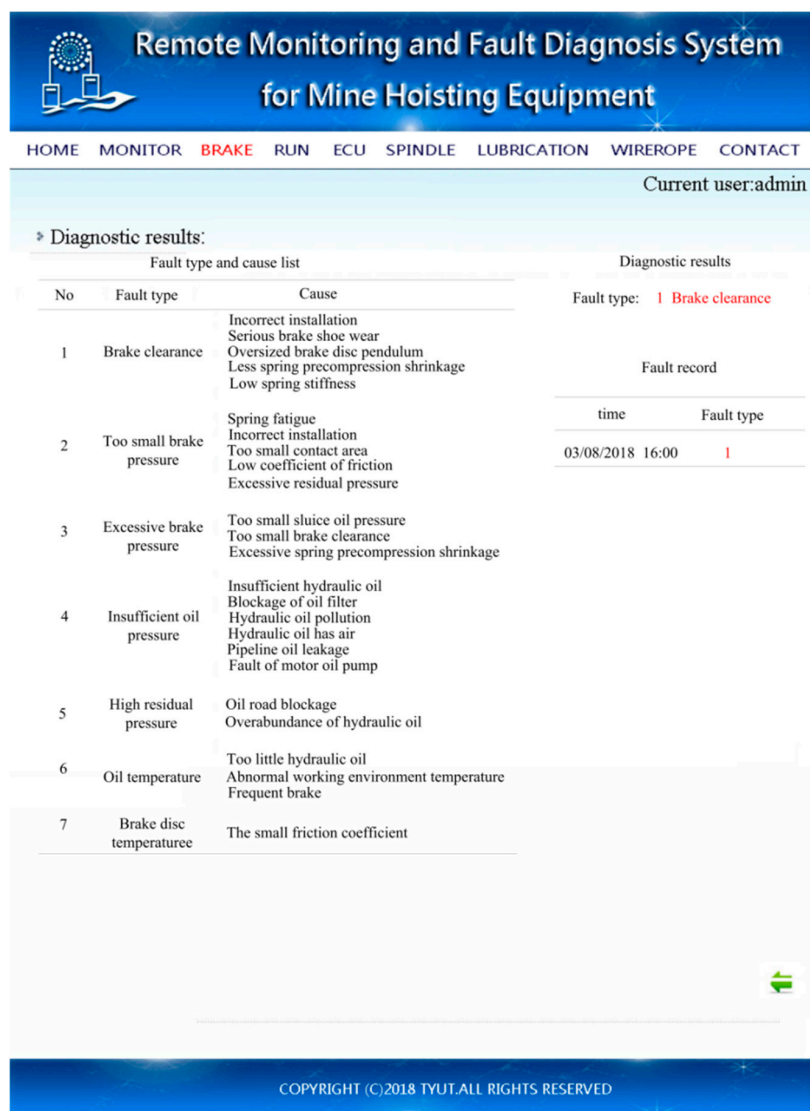 Remote Monitoring and Fault Diagnosis System
for Mine Hoisting Equipment
HOME MONITOR BRAKE RUN ECU SPINDLE LUBRICATION WIREROPE CONTACT
Current user:admin
Diagnostic results:
Fault type and cause list
No Fault type Cause
1 Brake clearance
Incorrect installation
Serious brake shoe wear
Oversized brake disc pendulum
Less spring precompression shrinkage
Low spring stiffness
2 Too small brake
pressure
Spring fatigue
Incorrect installation
Too small contact area
Low coefficient of friction
Excessive residual pressure
3 Excessive brake
pressure
Too small sluice oil pressure
Too small brake clearance
Excessive spring precompression shrinkage
4 Insufficient oil
pressure
Insufficient hydraulic oil
Blockage of oil filter
Hydraulic oil pollution
Hydraulic oil has air
Pipeline oil leakage
Fault of motor oil pump
5 High residual
pressure
Oil road blockage
Overabundance of hydraulic oil
6 Oil temperature
Too little hydraulic oil
Abnormal working environment temperature
Frequent brake
7 Brake disc
temperaturee
The small friction coefficient
Diagnostic results
Fault type: 1 Brake clearance
Fault record
time Fault type
03/08/2018 16:00 1
COPYRIGHT (C)2018 TYUT.ALL RIGHTS RESERVED